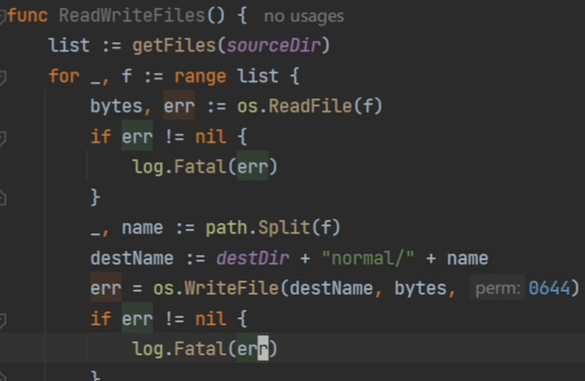 func ReadWriteFiles() { no usages
    list := getFiles(sourceDir)
    for _, f := range list {
        bytes, err := os.ReadFile(f)
        if err != nil {
            log.Fatal(err)
        }
        _, name := path.Split(f)
        destName := destDir + "normal/" + name
        err = os.WriteFile(destName, bytes, perm: 0644)
        if err != nil {
            log.Fatal(err)
        }